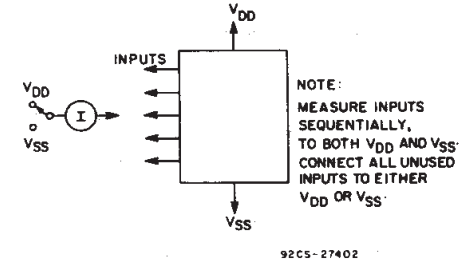 VDD
INPUTS
VDD
I
VSS
NOTE:
MEASURE INPUTS
SEQUENTIALLY,
TO BOTH VDD AND VSS.
CONNECT ALL UNUSED
INPUTS TO EITHER
VDD OR VSS.
VSS
92CS-27402